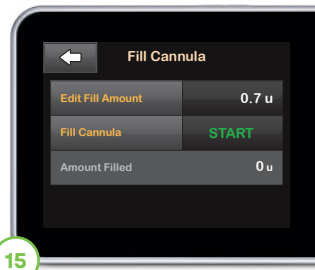 Fill Cannula
Edit Fill Amount 0.7 u
Fill Cannula START
Amount Filled 0 u
15